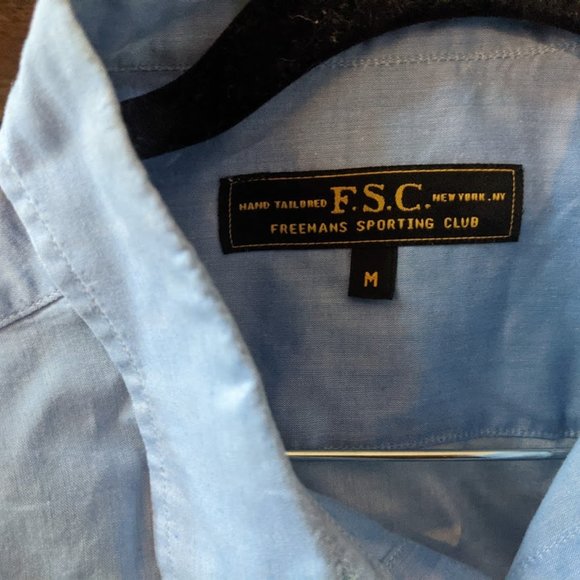 HAND TAILORED F.S.C. NEW YORK, NY
FREEMANS SPORTING CLUB
M